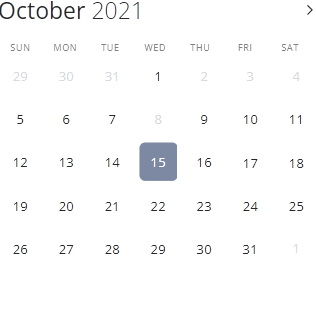 October 2021
SUN MON TUE WED THU FRI SAT
29 30 31 1 2 3 4
5 6 7 8 9 10 11
12 13 14 15 16 17 18
19 20 21 22 23 24 25
26 27 28 29 30 31 1